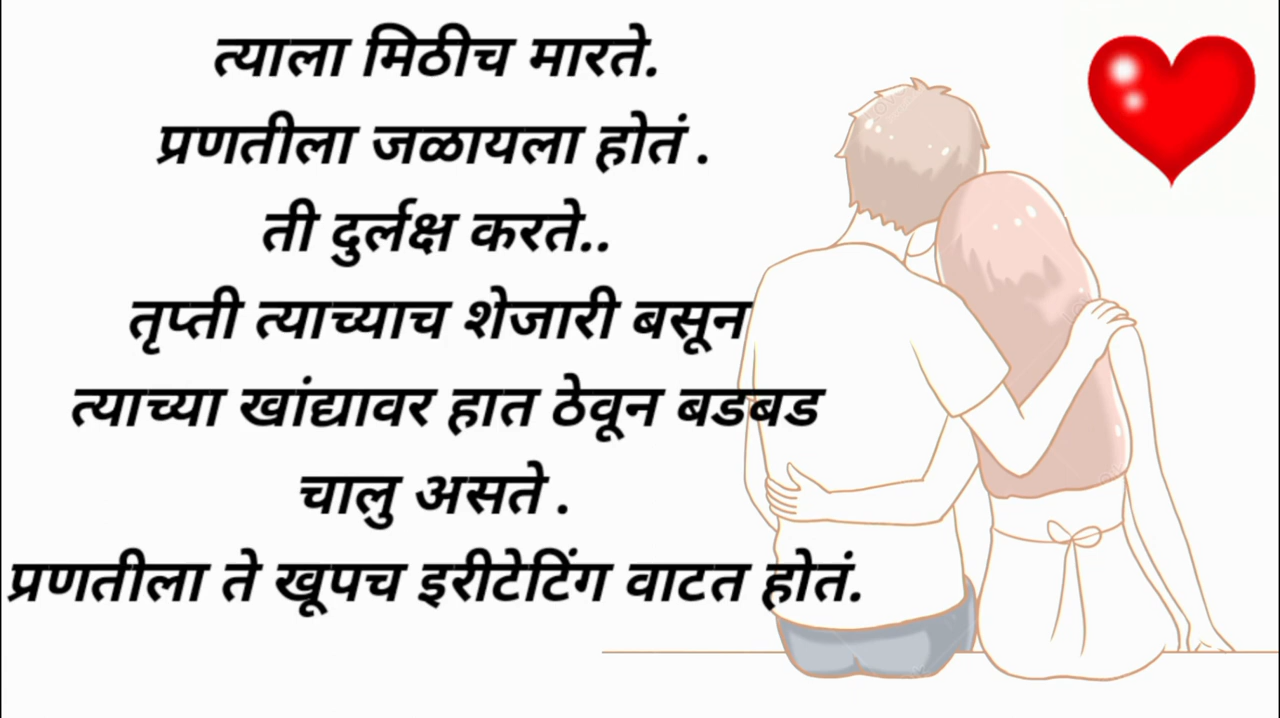 त्याला मिठीच मारते.
प्रणतीला जळायला होतं .
ती दुर्लक्ष करते..
तृप्ती त्याच्याच शेजारी बसून
त्याच्या खांद्यावर हात ठेवून बडबड
चालु असते .
प्रणतीला ते खूपच इरीटेटिंग वाटत होतं.